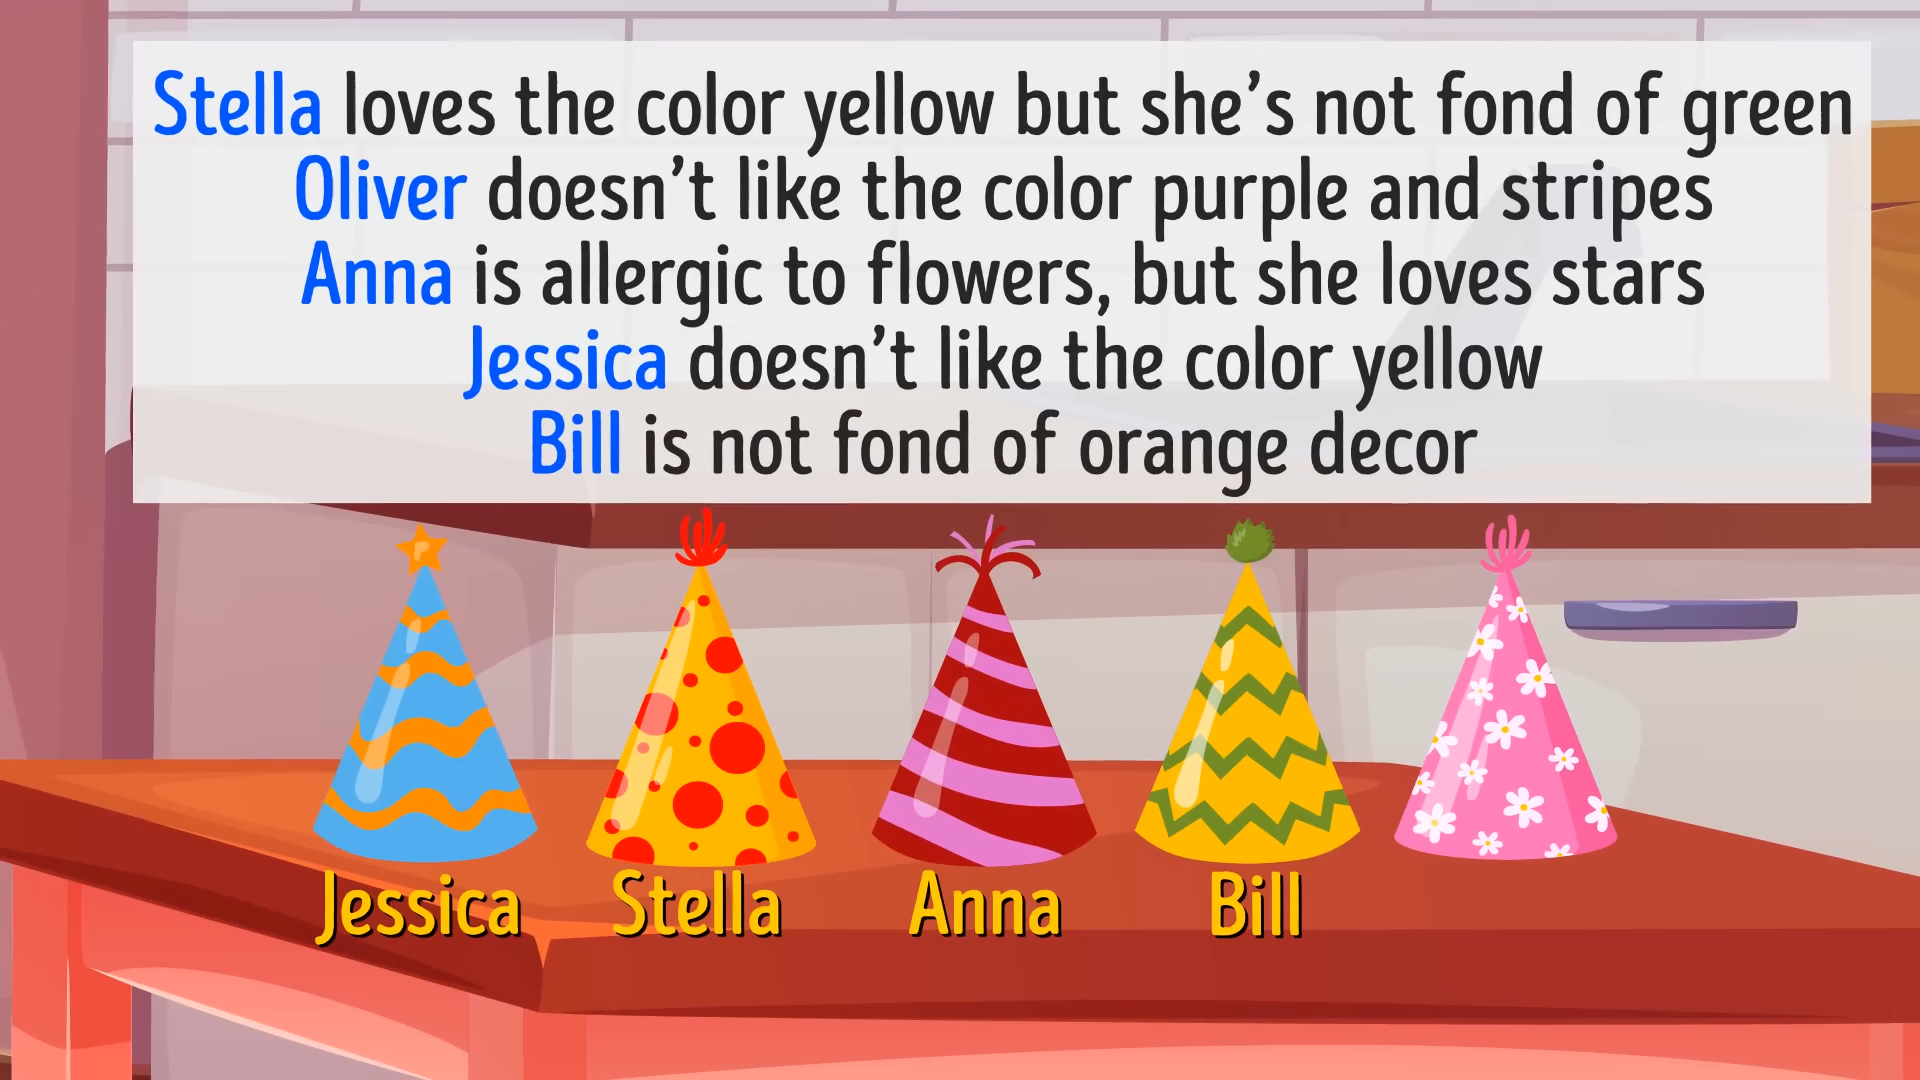 Stella loves the color yellow but she’s not fond of green
Oliver doesn’t like the color purple and stripes
Anna is allergic to flowers, but she loves stars
Jessica doesn’t like the color yellow
Bill is not fond of orange decor
Jessica Stella Anna Bill